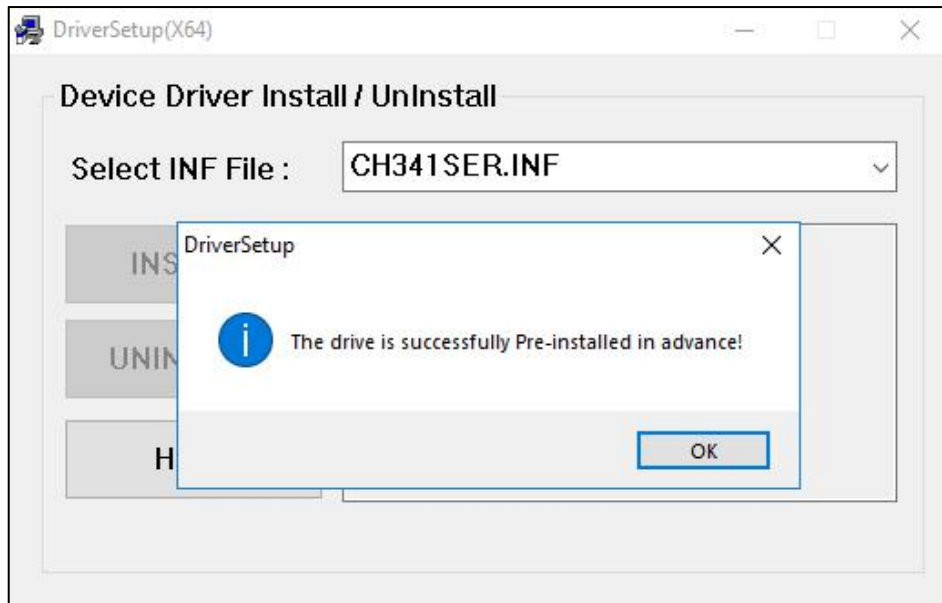 DriverSetup(X64)
Device Driver Install / UnInstall
Select INF File :
CH341SER.INF
DriverSetup
The drive is successfully Pre-installed in advance!
OK